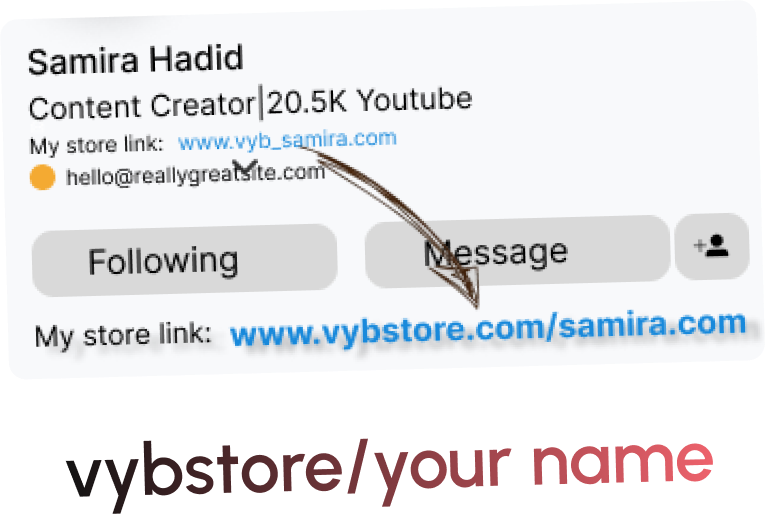 Samira Hadid
Content Creator|20.5K Youtube
My store link: www.vyb_samira.com
hello@reallygreatsite.com
Following Message
My store link: www.vybstore.com/samira.com
vybstore/your name